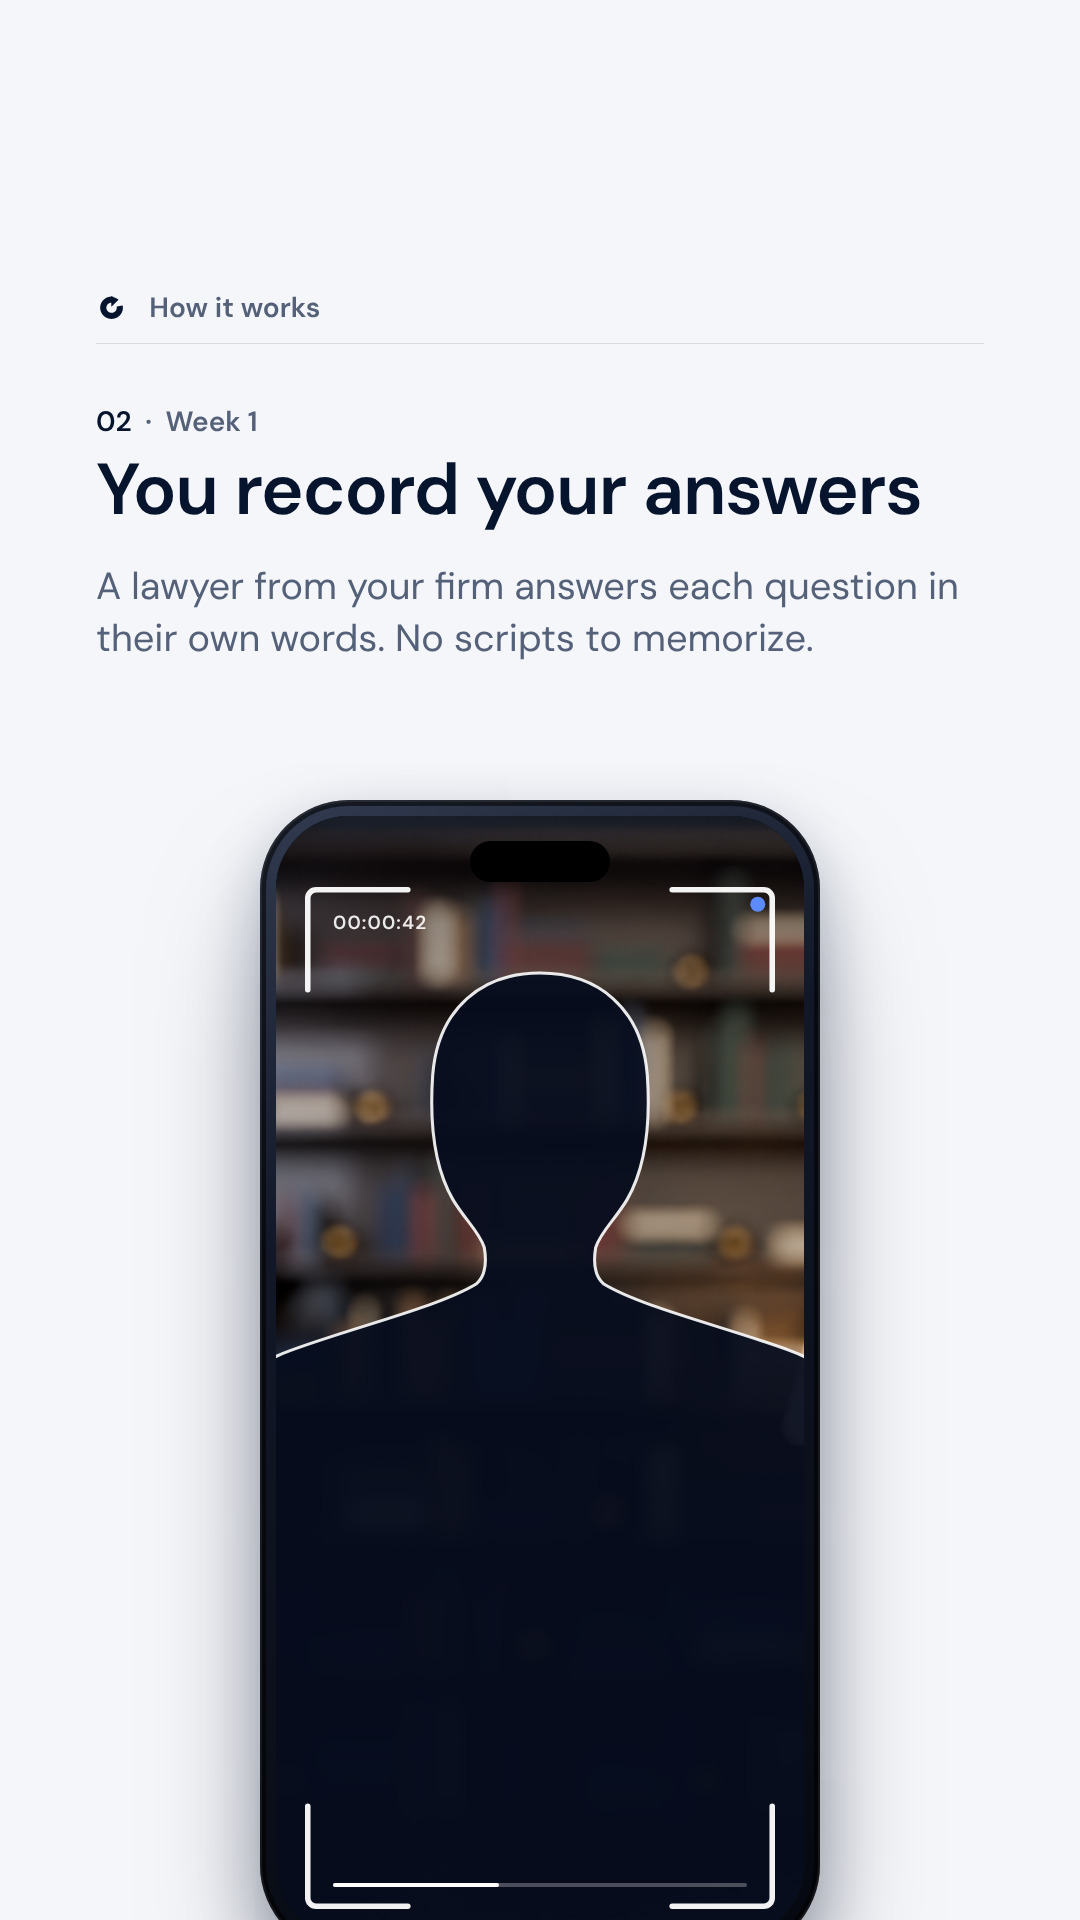 How it works
02 · Week 1
You record your answers
A lawyer from your firm answers each question in
their own words. No scripts to memorize.
00:00:42